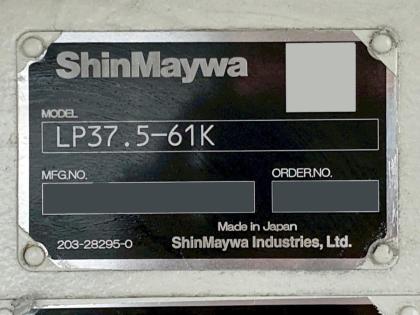 ShinMaywa
MODEL
LP37.5-61K
MFG.NO. ORDER.NO.
Made in Japan
203-28295-0 ShinMaywa Industries, Ltd.